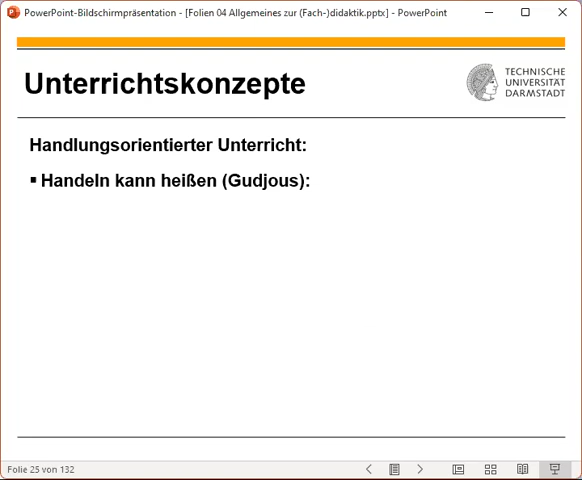 PowerPoint-Bildschirmpräsentation - [Folien 04 Allgemeines zur (Fach-)didaktik.pptx] - PowerPoint
Unterrichtskonzepte
TECHNISCHE
UNIVERSITÄT
DARMSTADT
Handlungsorientierter Unterricht:
▪ Handeln kann heißen (Gudjous):
Folie 25 von 132